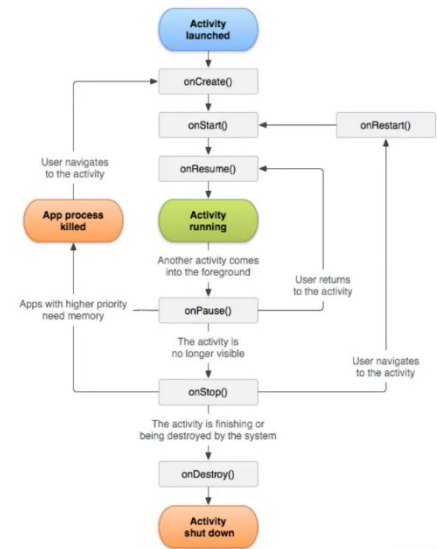 Activity
launched
onCreate()
onStart()
onRestart()
User navigates
to the activity
onResume()
App process
killed
Activity
running
Another activity comes
into the foreground
User returns
to the activity
Apps with higher priority
need memory
onPause()
The activity is
no longer visible
User navigates
to the activity
onStop()
The activity is finishing or
being destroyed by the system
onDestroy()
Activity
shut down